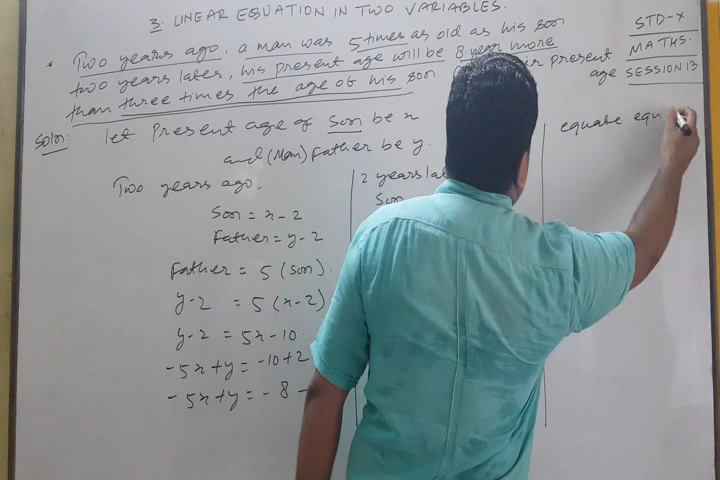 3. LINEAR EQUATION IN TWO VARIABLES.
STD-X
MATHS.
SESSION 13
* Two years ago, a man was 5 times as old as his son.
two years later, his present age will be 8 year more
than three times the age of his son. present
age.
Soln: let Present age of Son be x
and (Man) Father be y.
Two years ago,
Son = x-2
Father = y-2
Father = 5 (son).
y-2 = 5 (x-2)
y-2 = 5x-10.
-5x+y = -10+2
-5x+y = -8 -
2 years
Son
equate equ